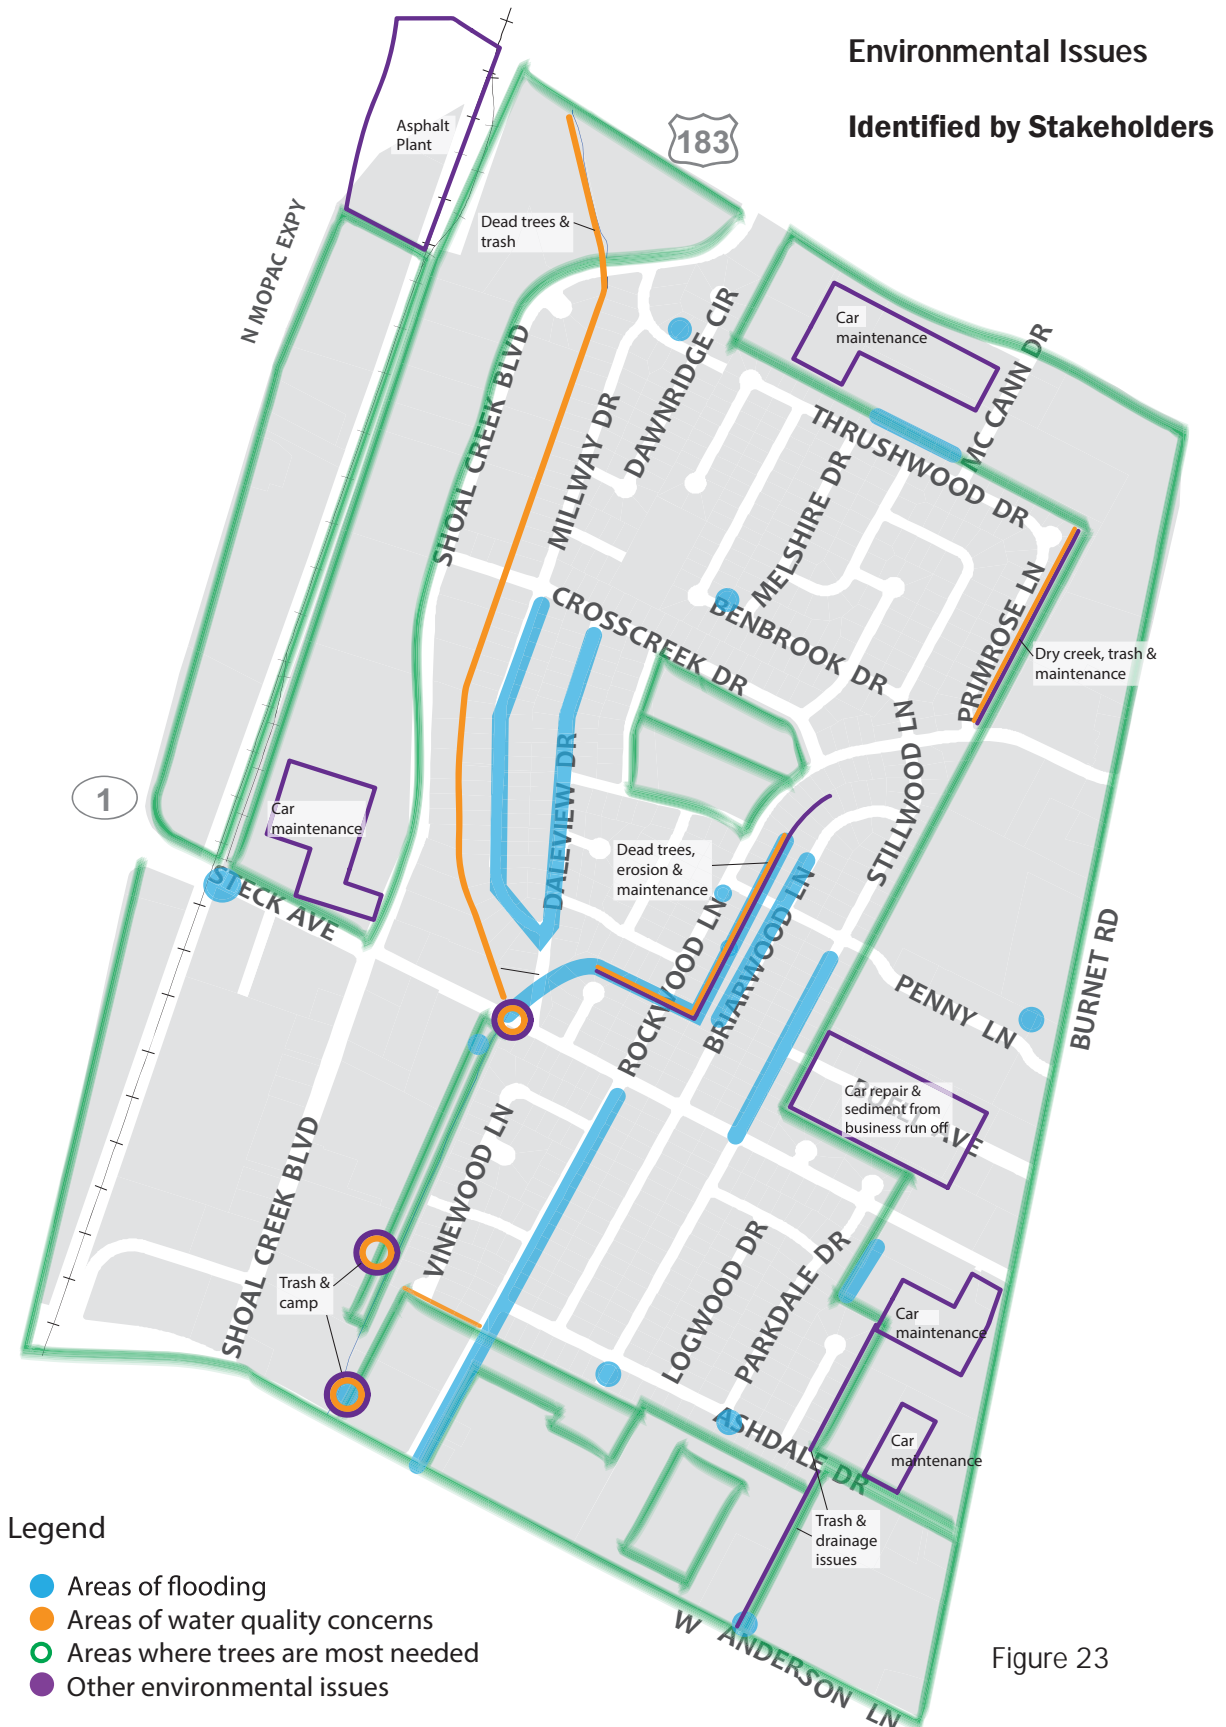 Environmental Issues
Identified by Stakeholders
183
Asphalt
Plant
N MOPAC EXPY
Dead trees &
trash
SHOAL CREEK BLVD
MILLWAY DR
DAWNRIDGE CIR
Car
maintenance
MC CANN DR
THRUSHWOOD DR
MELSHIRE DR
BENBROOK DR
CROSSCREEK DR
PRIMROSE LN
Dry creek, trash &
maintenance
STILLWOOD LN
1
Car
maintenance
DALEVIEW DR
Dead trees,
erosion &
maintenance
STECK AVE
ROCKWOOD LN
BRIARWOOD LN
PENNY LN
BURNET RD
BUELL AVE
Car repair &
sediment from
business run off
SHOAL CREEK BLVD
VINEWOOD LN
Trash &
camp
LOGWOOD DR
PARKDALE DR
Car
maintenance
ASHDALE DR
Car
maintenance
Trash &
drainage
issues
W ANDERSON LN
Legend
Areas of flooding
Areas of water quality concerns
Areas where trees are most needed
Other environmental issues
Figure 23